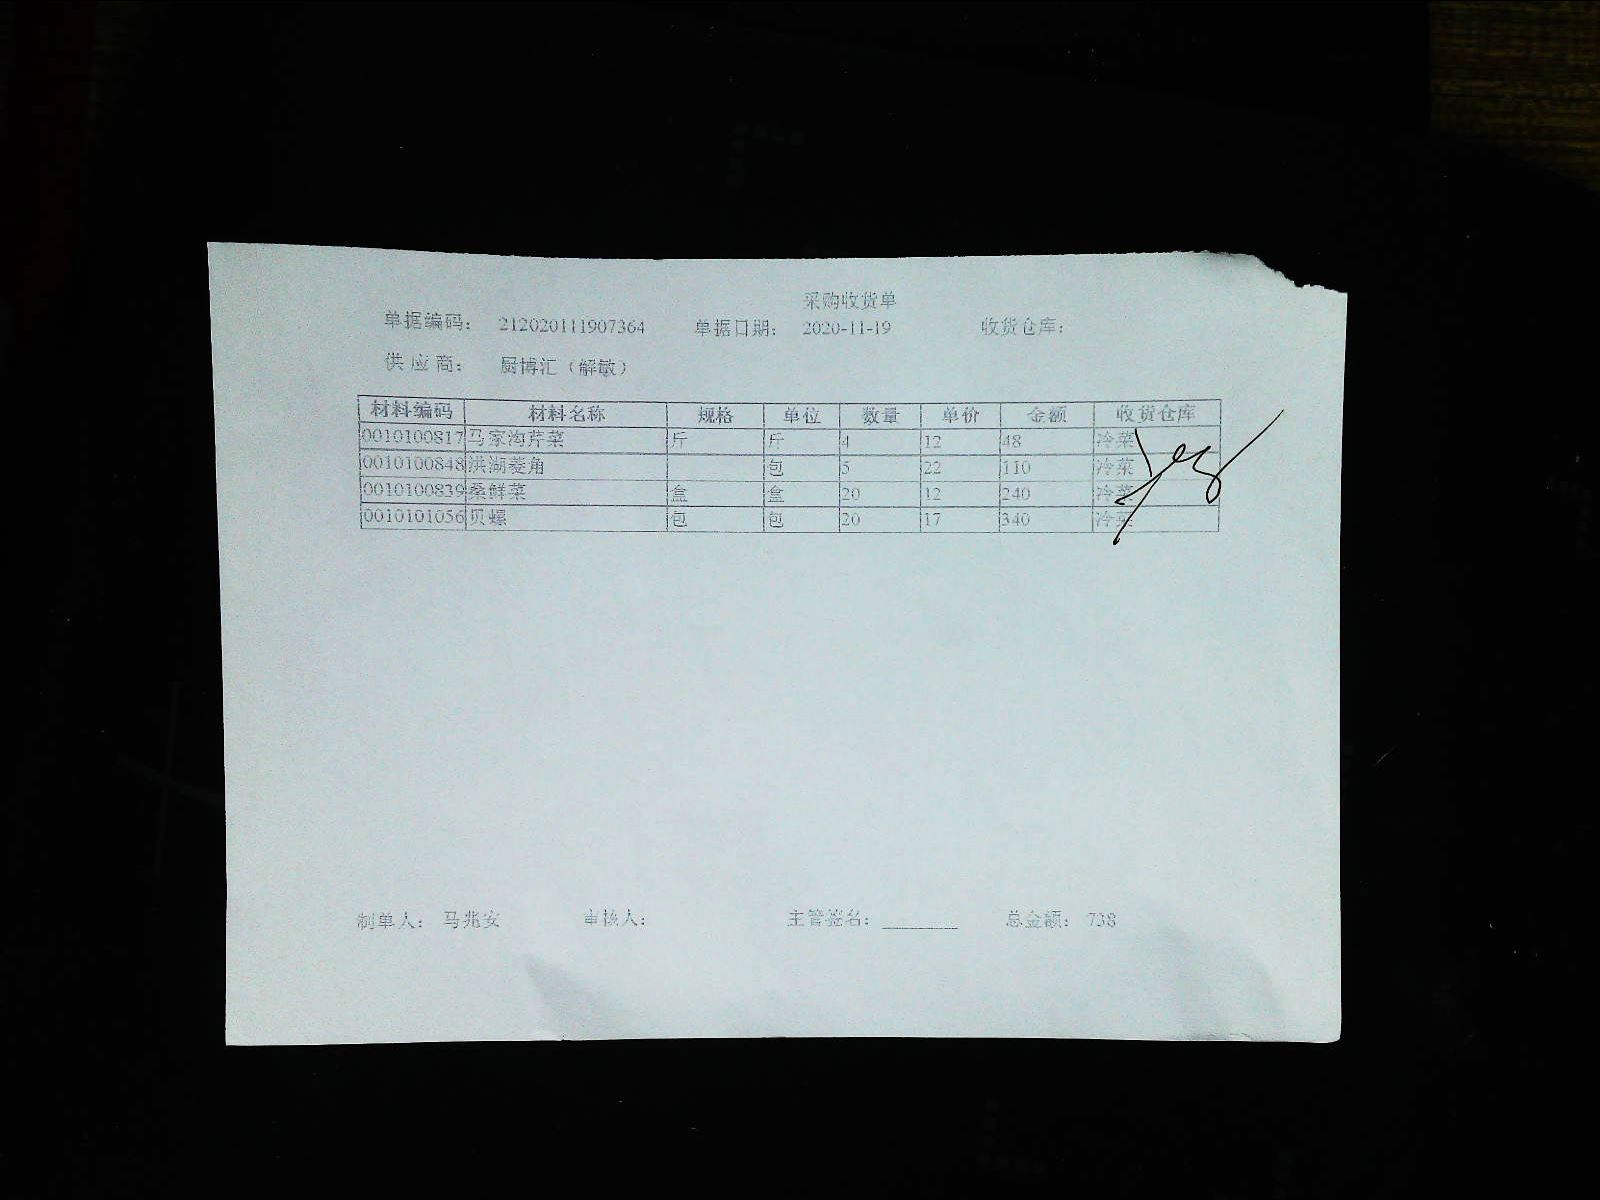 采购收货单
单据编码： 212020111907364 单据日期： 2020-11-19 收货仓库：
供应商： 厨博汇（解敏）
材料编码 材料名称 规格 单位 数量 单价 金额 收货仓库
0010100817 马家沟芹菜 斤 斤 4 12 48 冷菜
0010100848 洪湖菱角 包 5 22 110 冷菜
0010100839 桑鲜菜 盒 盒 20 12 240 冷菜
0010101056 贝螺 包 包 20 17 340 冷菜
制单人： 马兆安 审核人： 主管签名： 总金额： 738